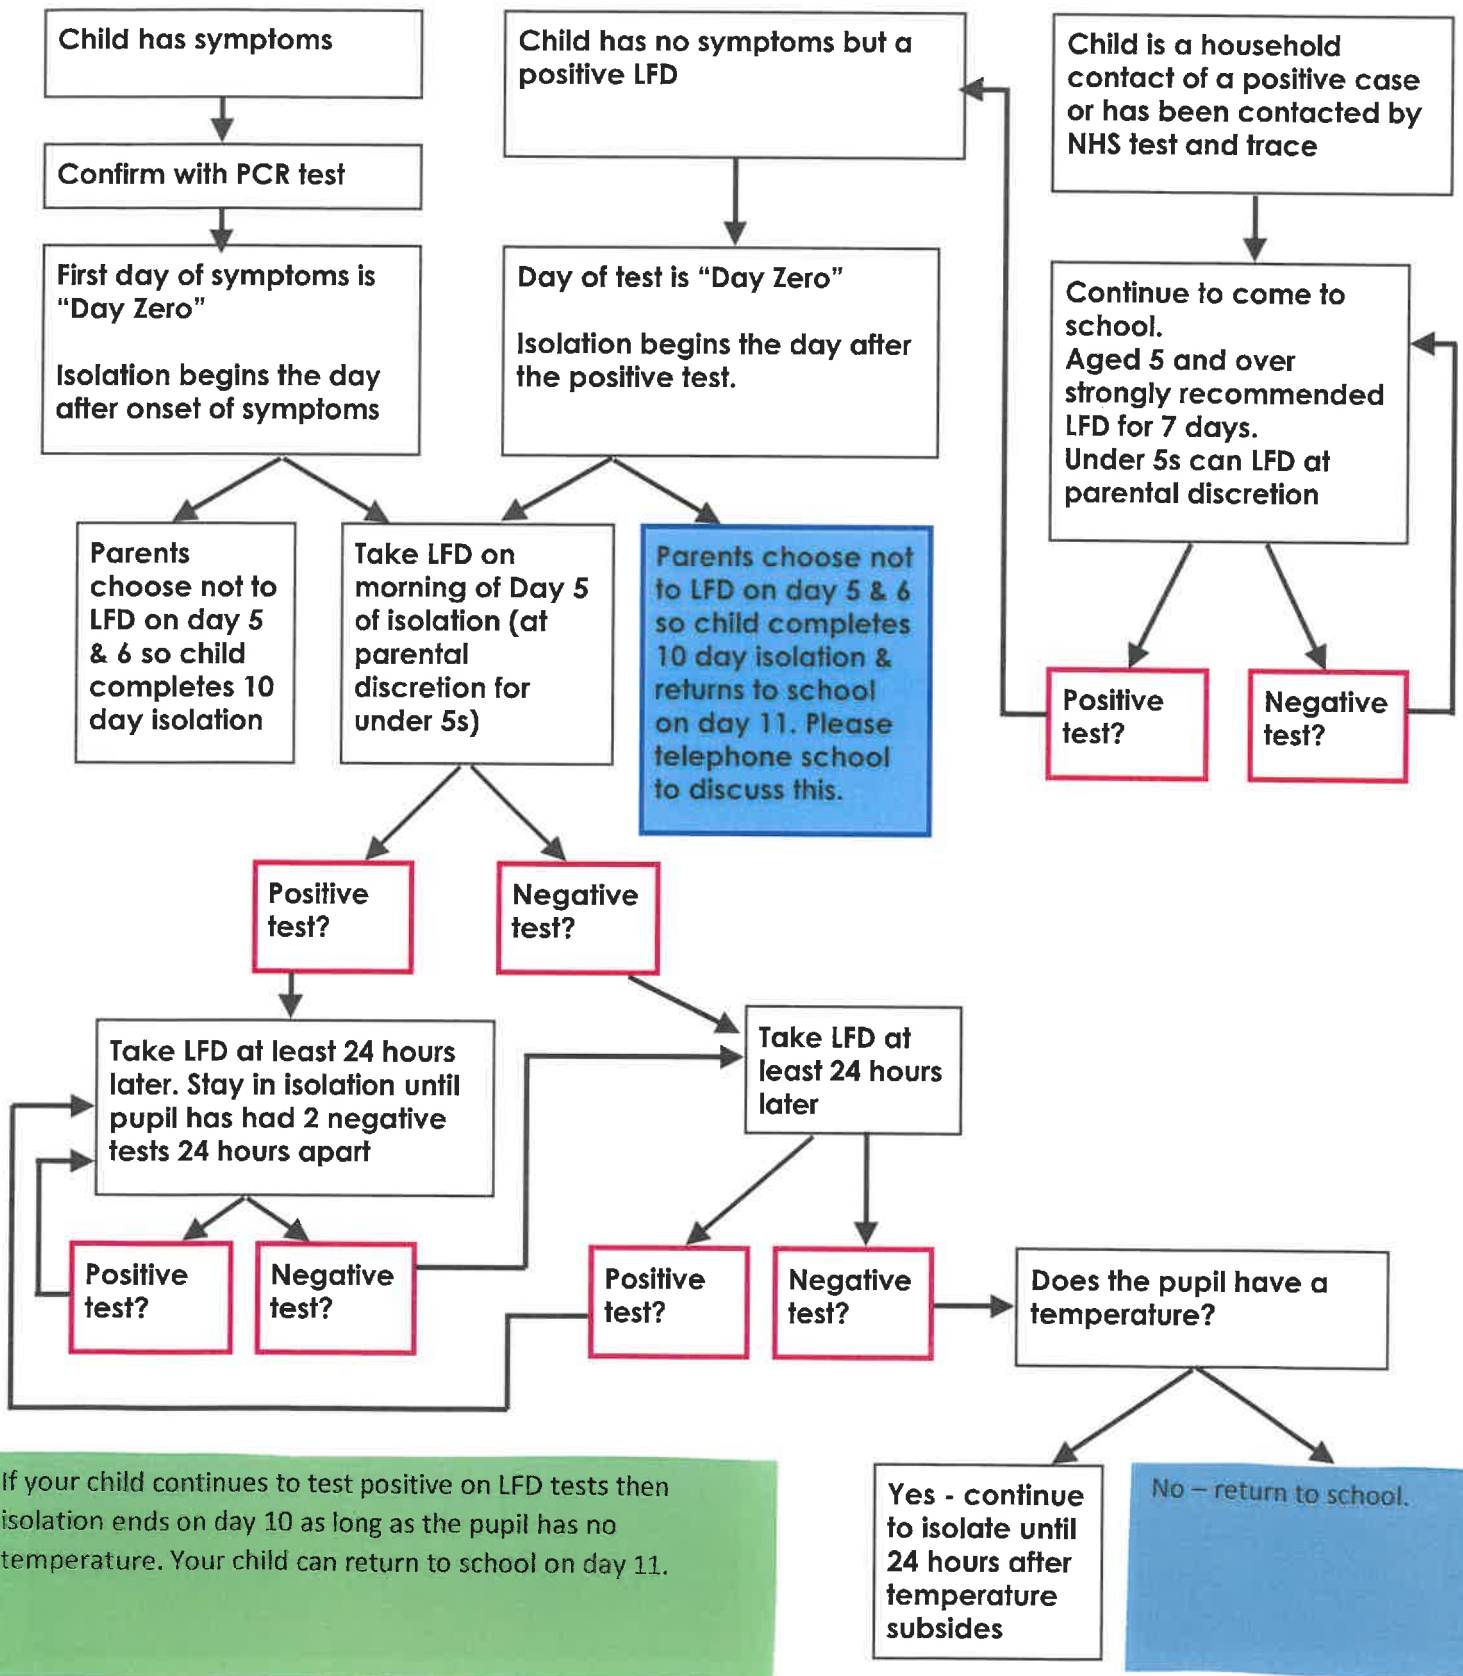 Child has symptoms
Confirm with PCR test
First day of symptoms is
“Day Zero”
Isolation begins the day
after onset of symptoms
Child has no symptoms but a
positive LFD
Day of test is “Day Zero”
Isolation begins the day after
the positive test.
Child is a household
contact of a positive case
or has been contacted by
NHS test and trace
Continue to come to
school.
Aged 5 and over
strongly recommended
LFD for 7 days.
Under 5s can LFD at
parental discretion
Parents
choose not to
LFD on day 5
& 6 so child
completes 10
day isolation
Take LFD on
morning of Day 5
of isolation (at
parental
discretion for
under 5s)
Parents choose not
to LFD on day 5 & 6
so child completes
10 day isolation &
returns to school
on day 11. Please
telephone school
to discuss this.
Positive
test?
Negative
test?
Positive
test?
Negative
test?
Take LFD at least 24 hours
later. Stay in isolation until
pupil has had 2 negative
tests 24 hours apart
Take LFD at
least 24 hours
later
Positive
test?
Negative
test?
Positive
test?
Negative
test?
Does the pupil have a
temperature?
If your child continues to test positive on LFD tests then
isolation ends on day 10 as long as the pupil has no
temperature. Your child can return to school on day 11.
Yes - continue
to isolate until
24 hours after
temperature
subsides
No – return to school.